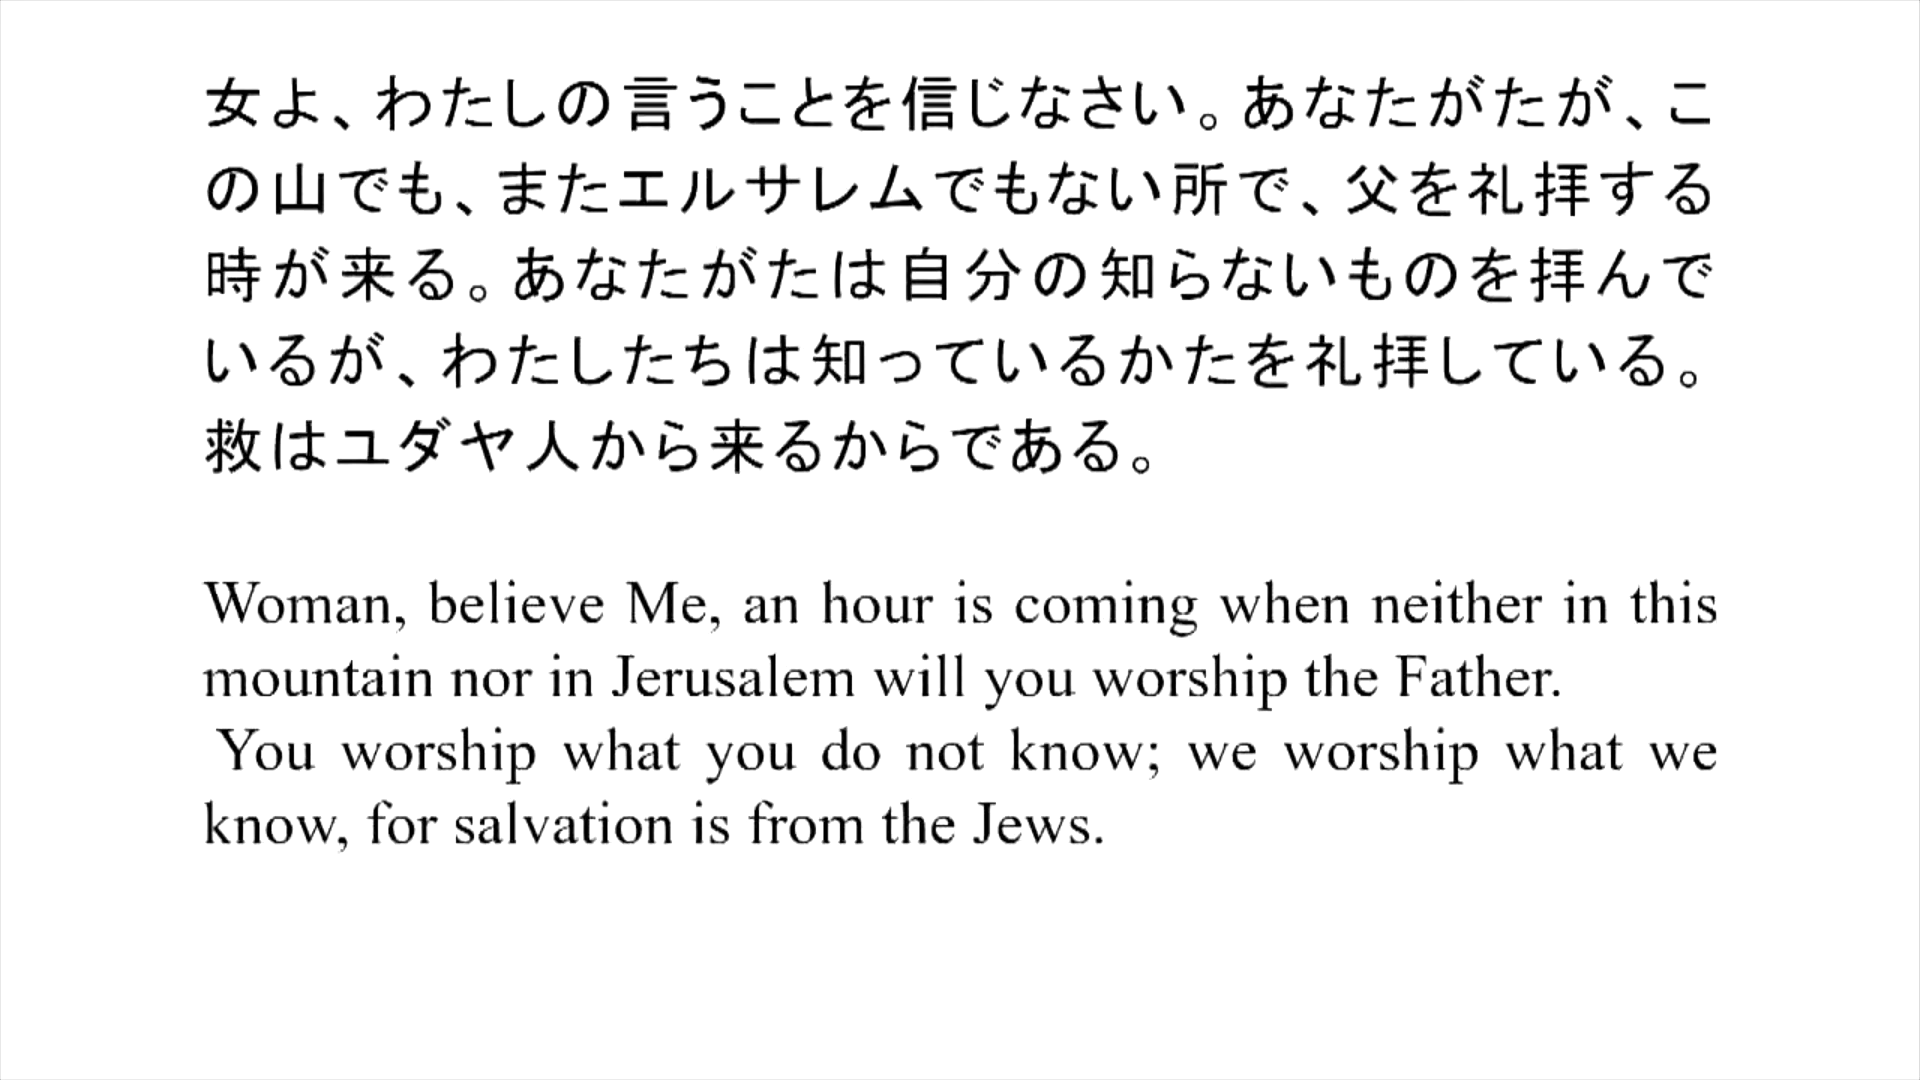 女よ、わたしの言うことを信じなさい。あなたがたが、こ
の山でも、またエルサレムでもない所で、父を礼拝する
時が来る。あなたがたは自分の知らないものを拝んで
いるが、わたしたちは知っているかたを礼拝している。
救はユダヤ人から来るからである。
Woman, believe Me, an hour is coming when neither in this
mountain nor in Jerusalem will you worship the Father.
You worship what you do not know; we worship what we
know, for salvation is from the Jews.